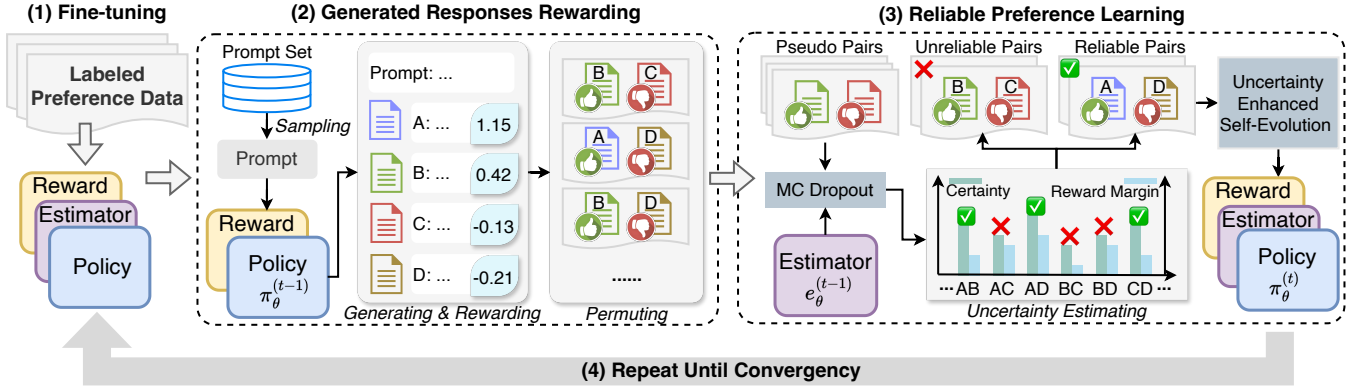 (1) Fine-tuning
Labeled
Preference Data
Reward
Estimator
Policy
(2) Generated Responses Rewarding
Prompt Set
Sampling
Prompt
Reward
Policy
π_θ^(t−1)
Prompt: ...
A: ... 1.15
B: ... 0.42
C: ... -0.13
D: ... -0.21
Generating & Rewarding
B C
A D
B D
......
Permuting
(3) Reliable Preference Learning
Pseudo Pairs
Unreliable Pairs
Reliable Pairs
B C
A D
Uncertainty
Enhanced
Self-Evolution
MC Dropout
Estimator
e_θ^(t−1)
Certainty
Reward Margin
··· AB AC AD BC BD CD ···
Uncertainty Estimating
Reward
Estimator
Policy
π_θ^(t)
(4) Repeat Until Convergency